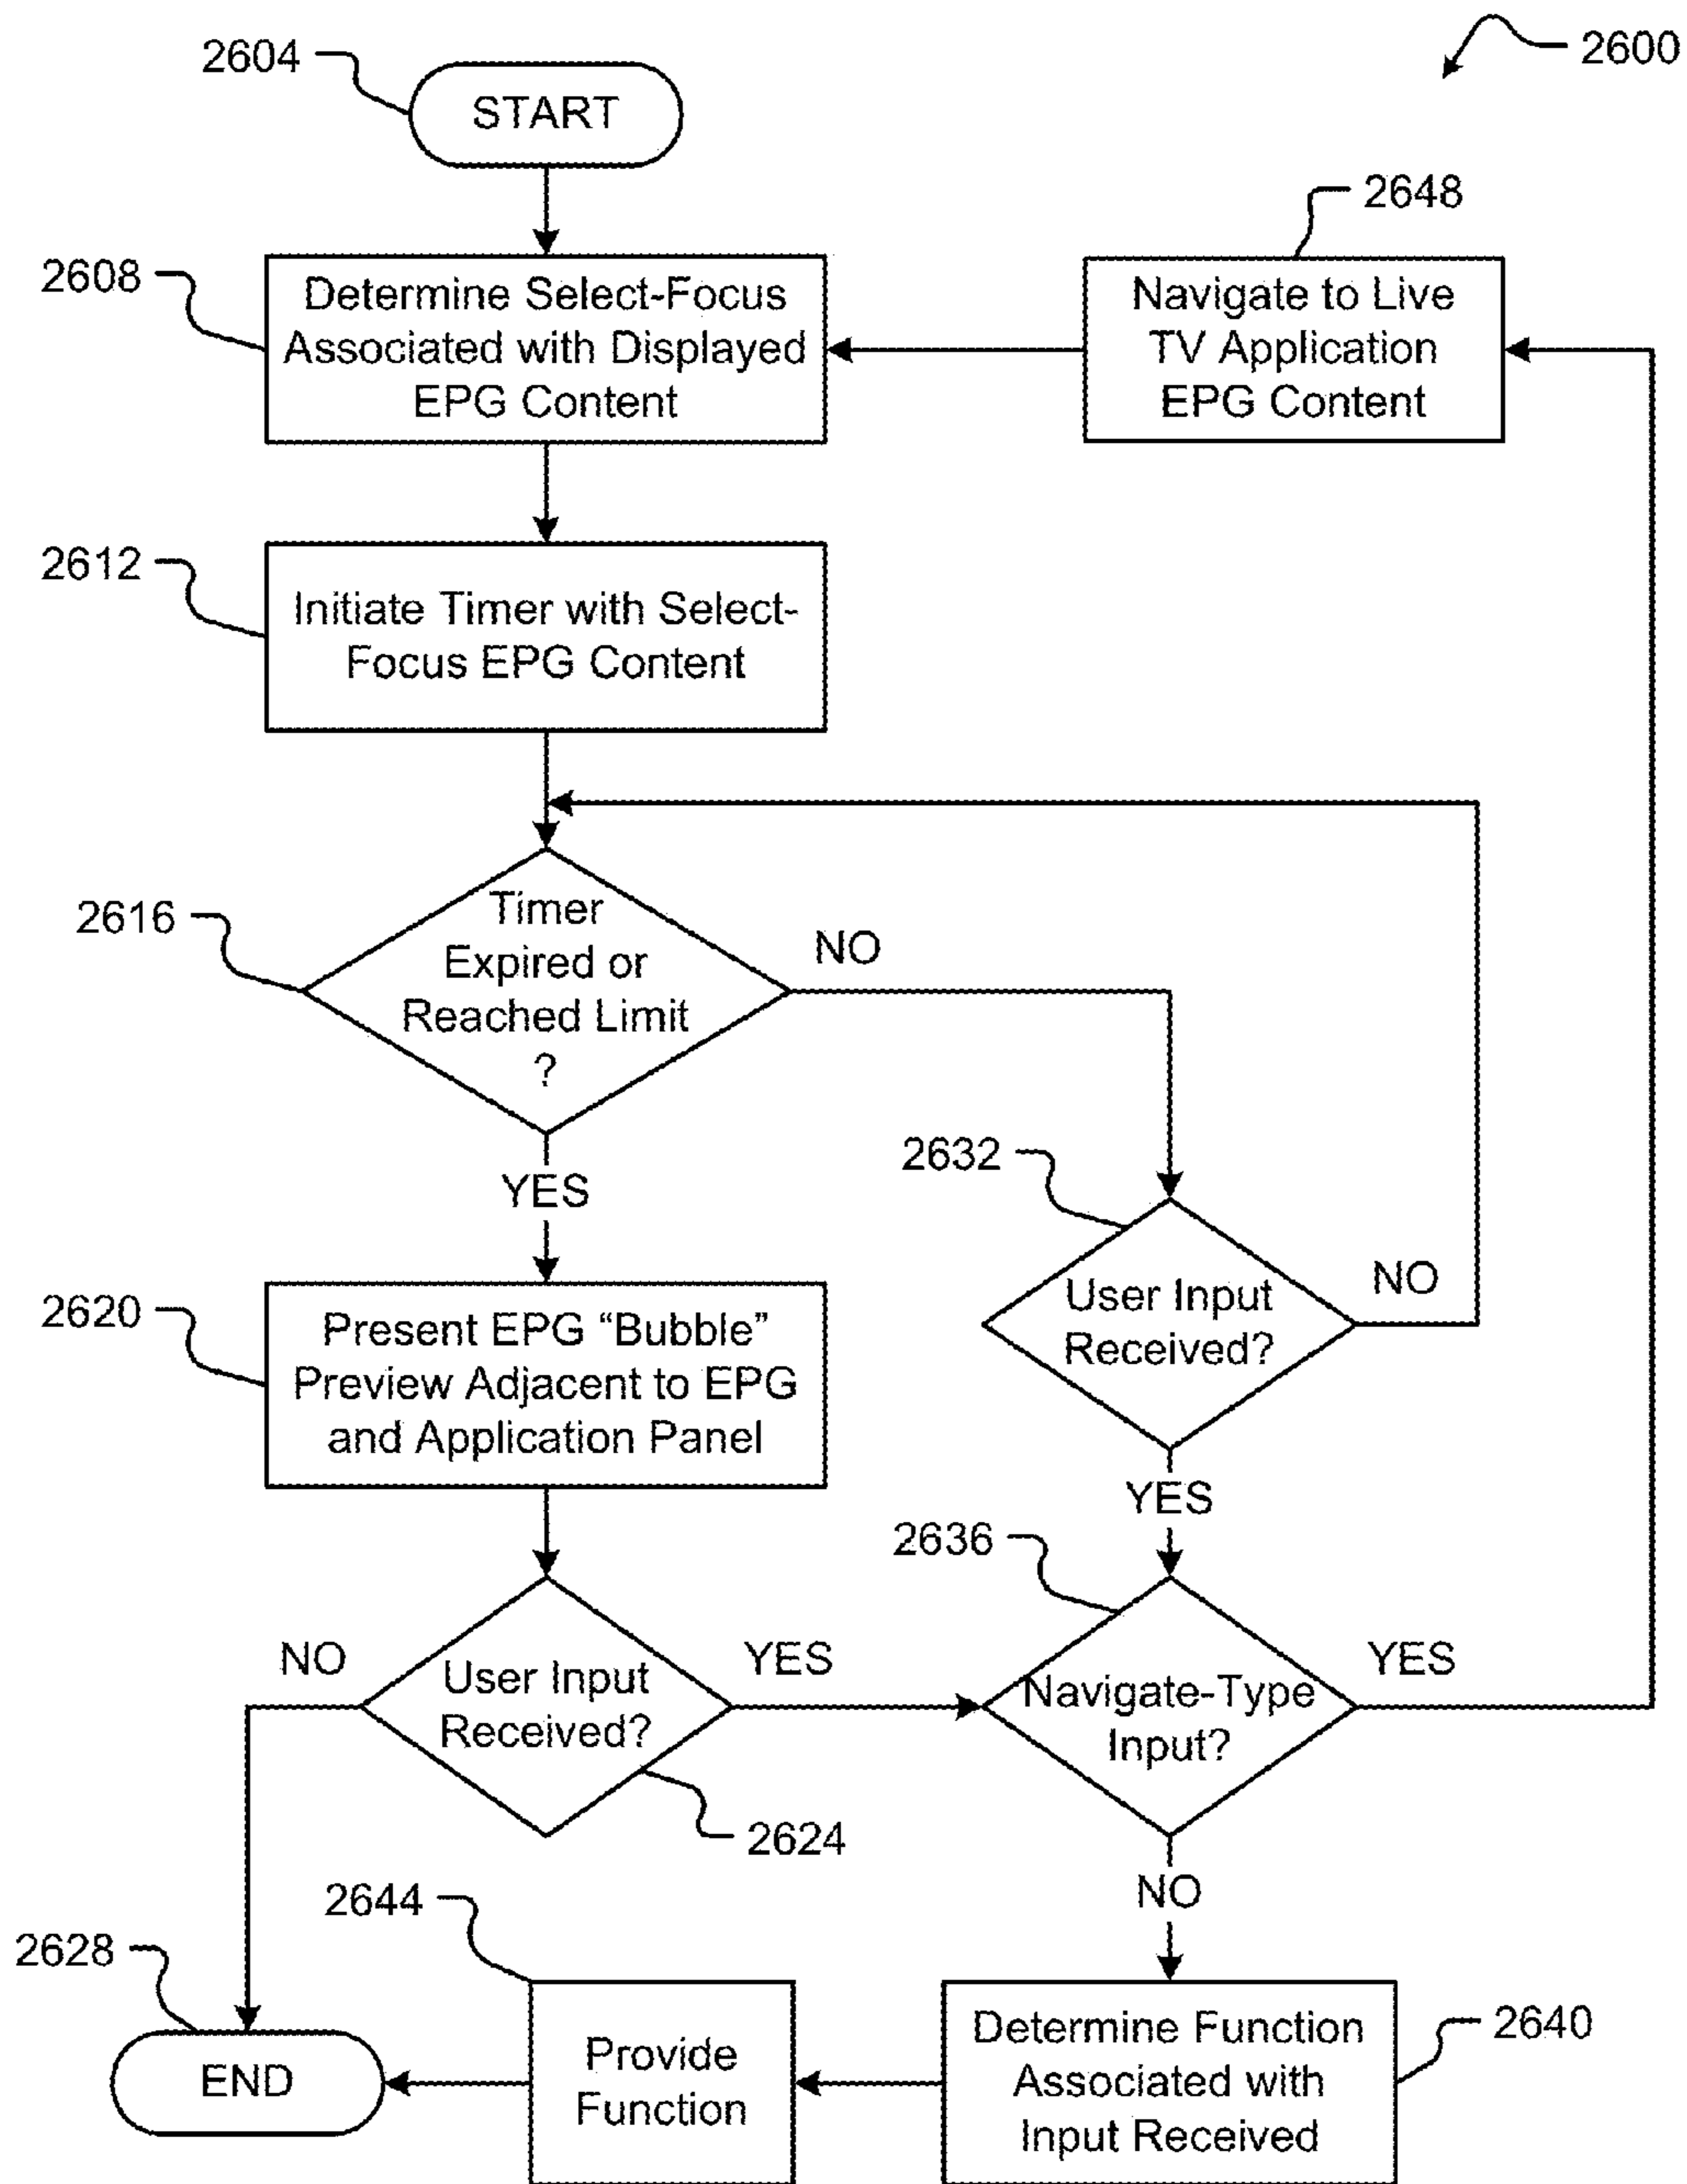 2600
2604
START
2648
2608
Determine Select-Focus
Associated with Displayed
EPG Content
Navigate to Live
TV Application
EPG Content
2612
Initiate Timer with Select-
Focus EPG Content
2616
Timer
Expired or
Reached Limit
?
NO
YES
2632
User Input
Received?
NO
2620
Present EPG “Bubble”
Preview Adjacent to EPG
and Application Panel
YES
2636
NO
User Input
Received?
YES
Navigate-Type
Input?
YES
2624
NO
2644
2628
END
Provide
Function
Determine Function
Associated with
Input Received
2640